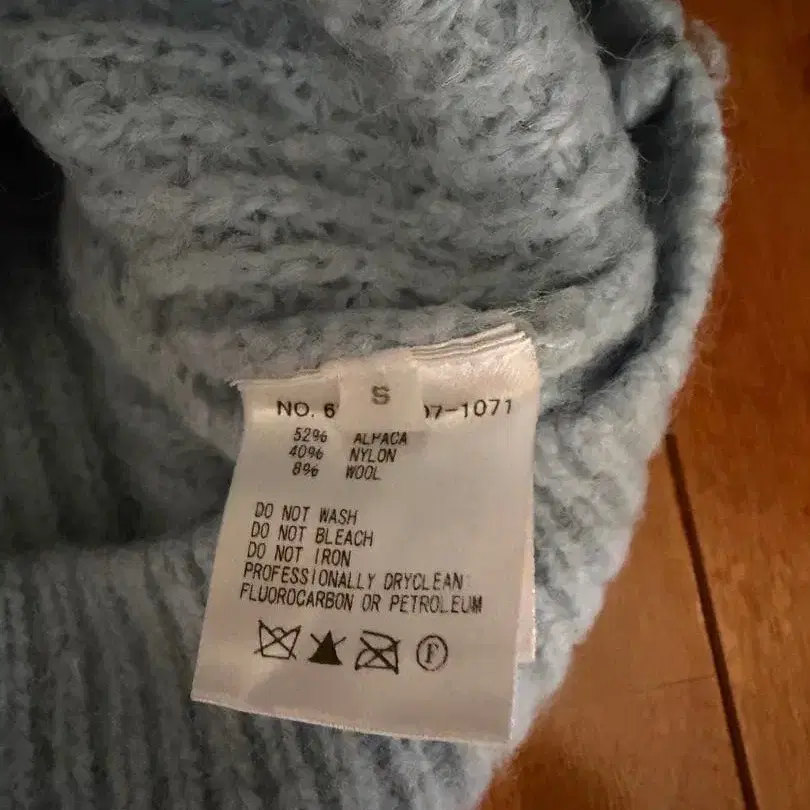 S
NO. 6 07-1071
52% ALPACA
40% NYLON
8% WOOL
DO NOT WASH
DO NOT BLEACH
DO NOT IRON
PROFESSIONALLY DRYCLEAN
FLUOROCARBON OR PETROLEUM
F